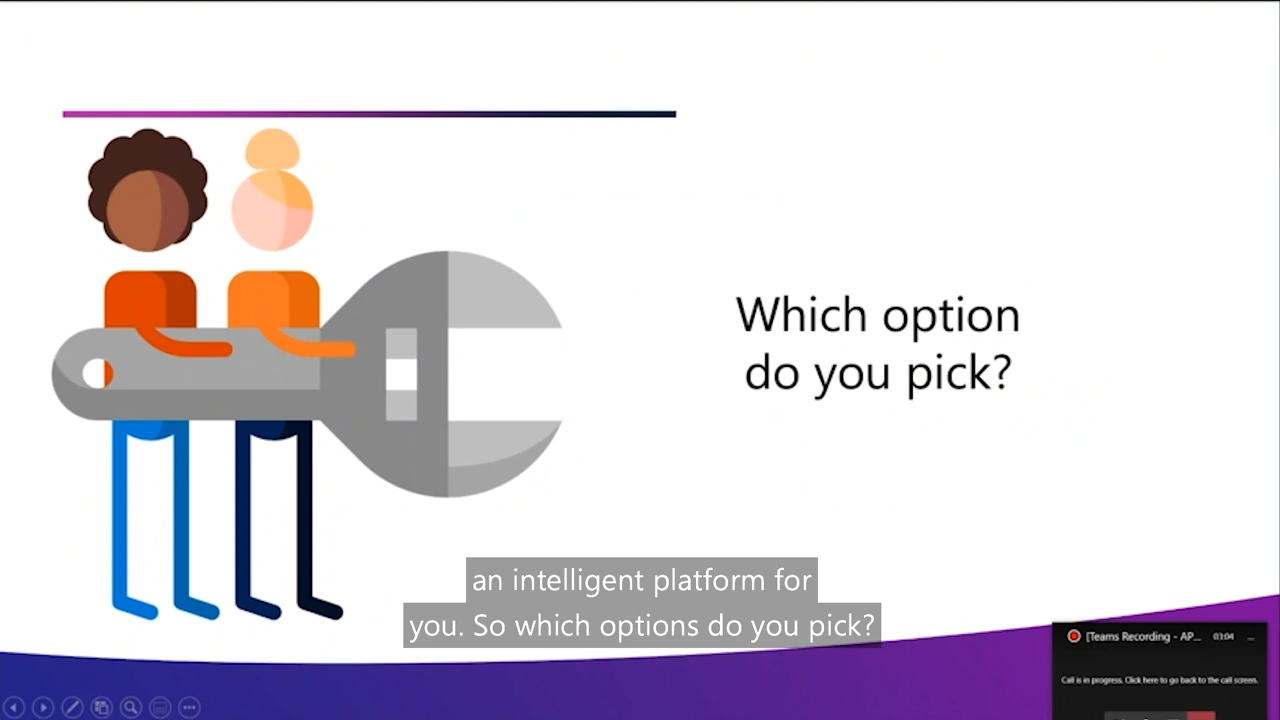 Which option
do you pick?
an intelligent platform for
you. So which options do you pick?
[Teams Recording - AP... 03:04 ...
Call is in progress. Click here to go back to the call screen.